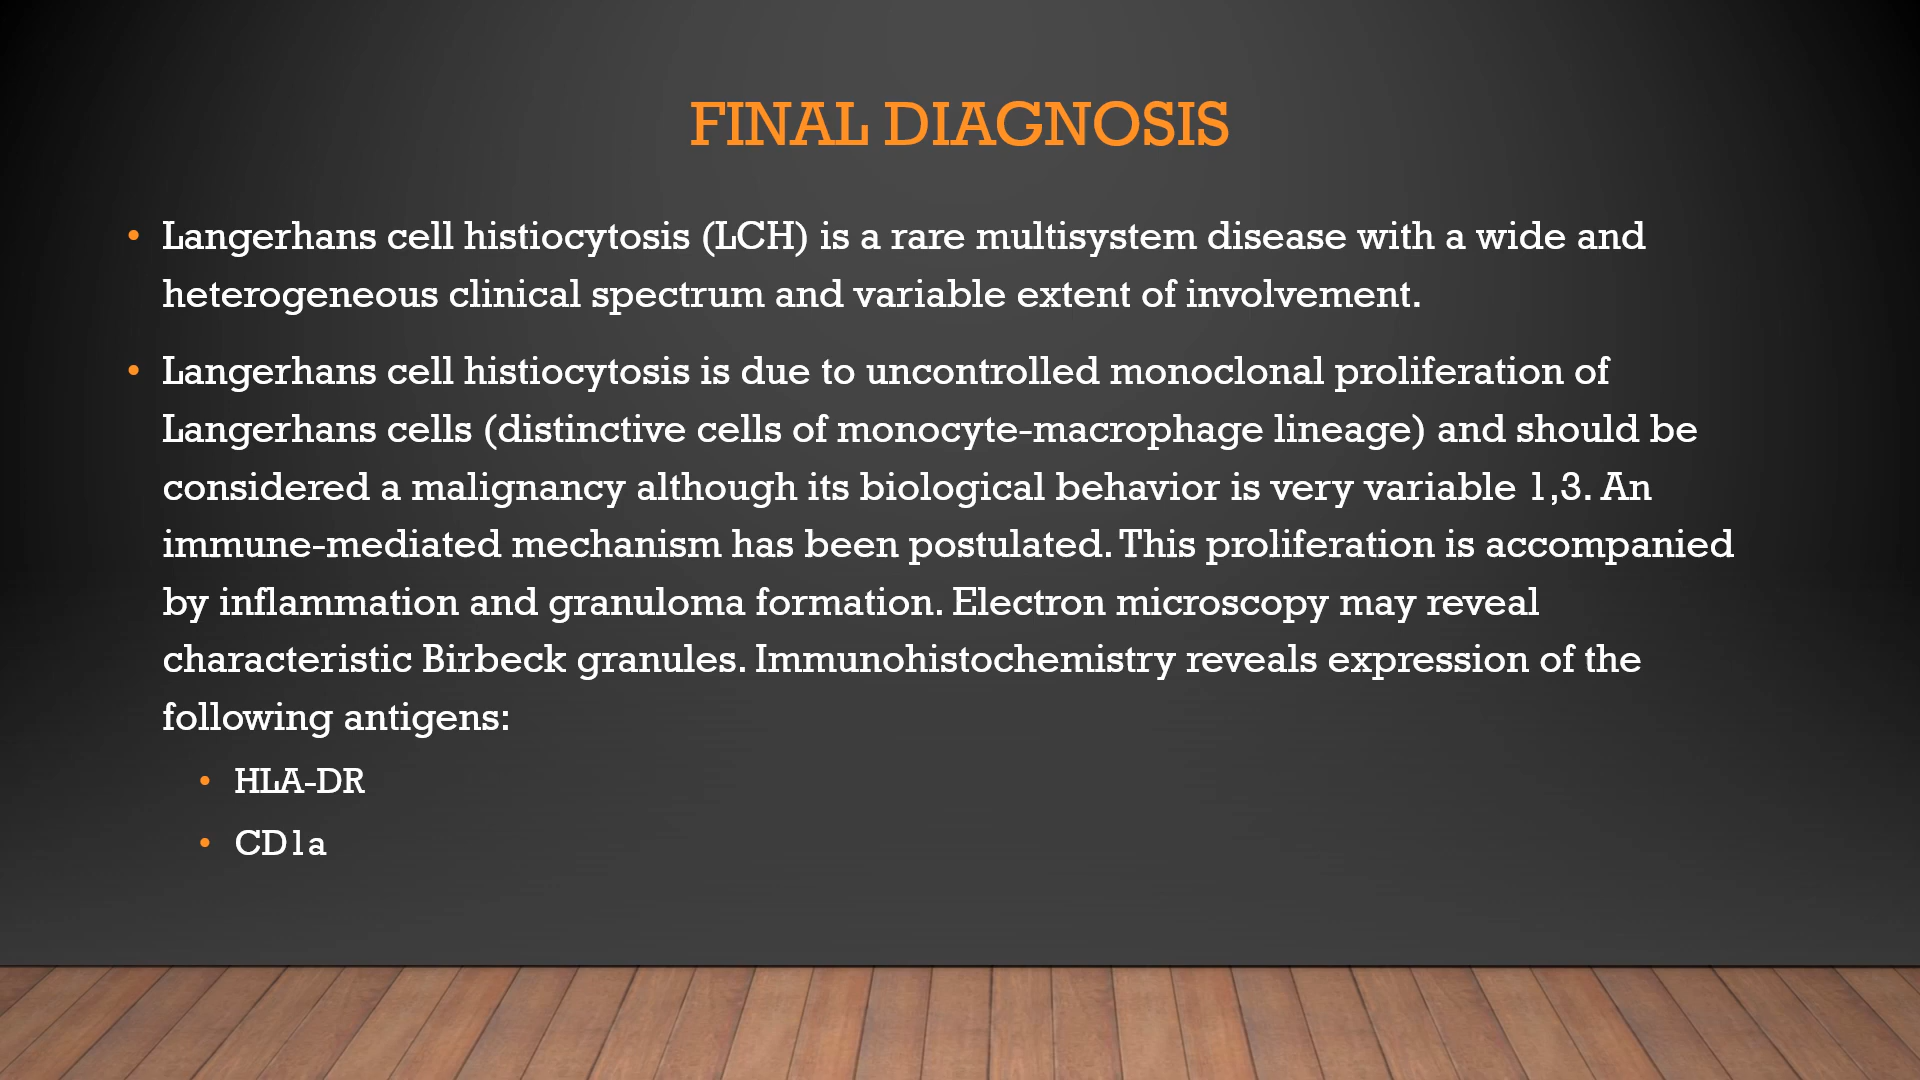 FINAL DIAGNOSIS
• Langerhans cell histiocytosis (LCH) is a rare multisystem disease with a wide and
heterogeneous clinical spectrum and variable extent of involvement.
• Langerhans cell histiocytosis is due to uncontrolled monoclonal proliferation of
Langerhans cells (distinctive cells of monocyte-macrophage lineage) and should be
considered a malignancy although its biological behavior is very variable 1,3. An
immune-mediated mechanism has been postulated. This proliferation is accompanied
by inflammation and granuloma formation. Electron microscopy may reveal
characteristic Birbeck granules. Immunohistochemistry reveals expression of the
following antigens:
• HLA-DR
• CD1a